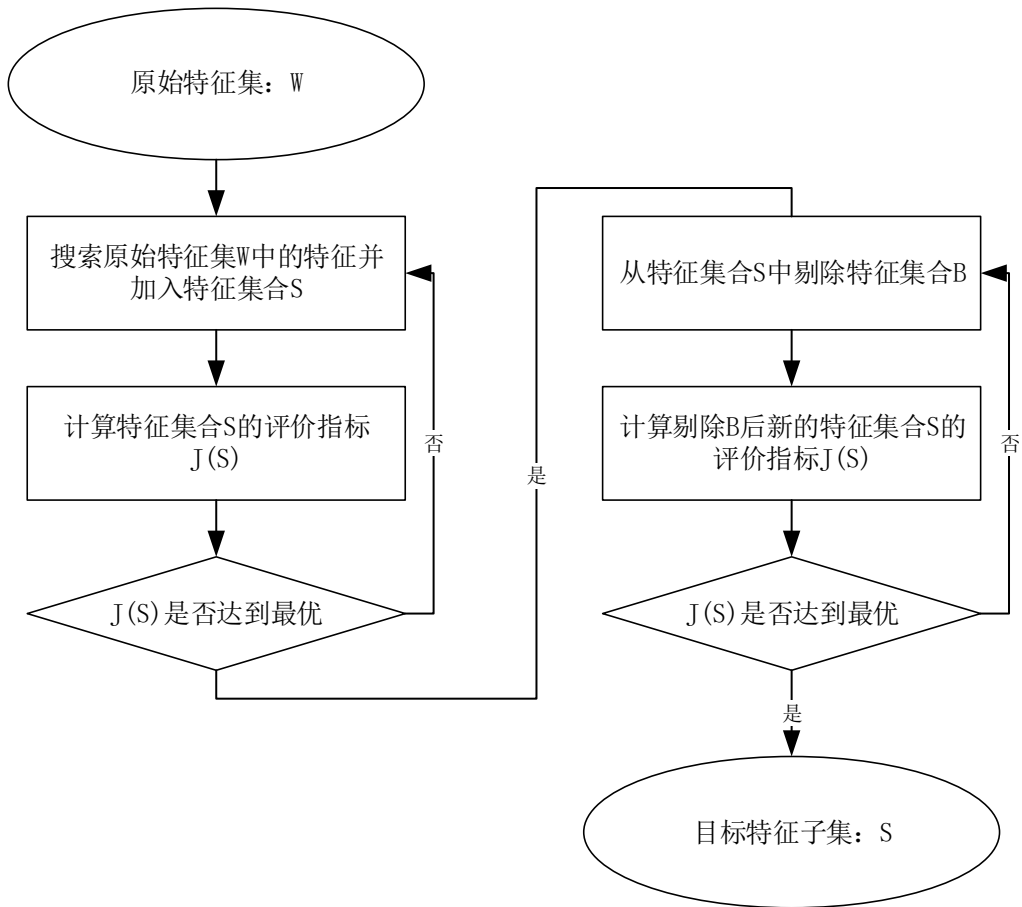 原始特征集：W
搜索原始特征集W中的特征并
加入特征集合S
计算特征集合S的评价指标
J(S)
否
J(S)是否达到最优
是
从特征集合S中剔除特征集合B
计算剔除B后新的特征集合S的
评价指标J(S)
否
J(S)是否达到最优
是
目标特征子集：S